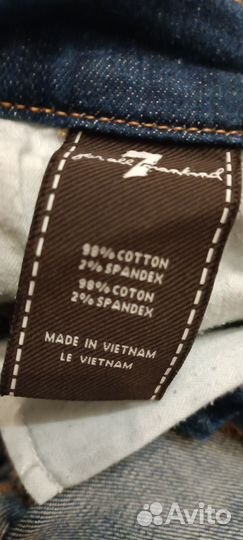 7
for all mankind
98% COTTON
2% SPANDEX
98% COTON
2% SPANDEX
MADE IN VIETNAM
LE VIETNAM
Avito